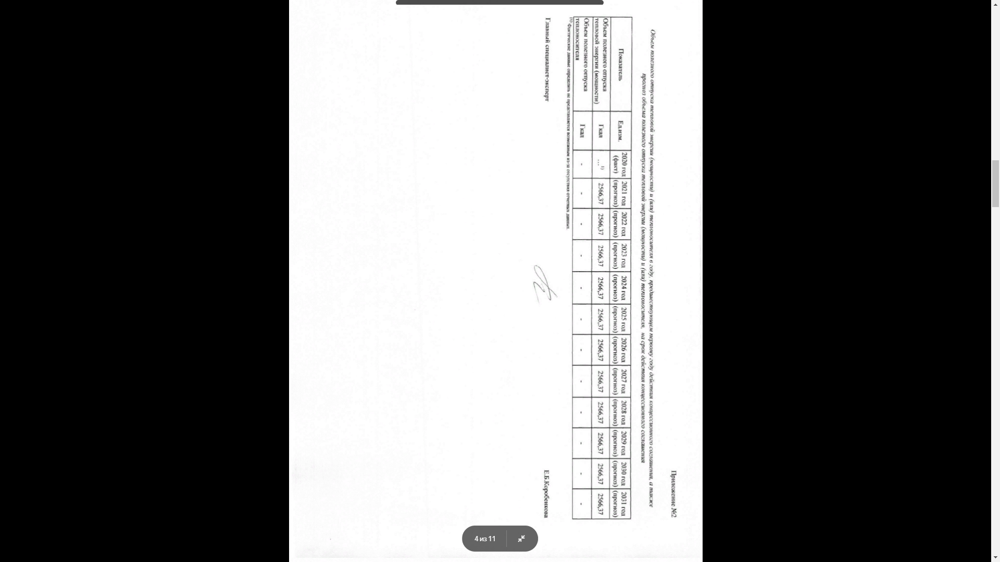 Приложение №2
Объем полезного отпуска тепловой энергии (мощности) и (или) теплоносителя в году, предшествующем первому году действия концессионного соглашения, а также
прогноз объема полезного отпуска тепловой энергии (мощности) и (или) теплоносителя, на срок действия концессионного соглашения
Показатель Ед.изм. 2020 год (факт) 2021 год (прогноз) 2022 год (прогноз) 2023 год (прогноз) 2024 год (прогноз) 2025 год (прогноз) 2026 год (прогноз) 2027 год (прогноз) 2028 год (прогноз) 2029 год (прогноз) 2030 год (прогноз) 2031 год (прогноз)
Объем полезного отпуска тепловой энергии (мощности) Гкал ...¹⁾ 2566,37 2566,37 2566,37 2566,37 2566,37 2566,37 2566,37 2566,37 2566,37 2566,37 2566,37
Объем полезного отпуска теплоносителя Гкал - - - - - - - - - - - -
¹⁾ Фактические данные определить не представляется возможным из-за отсутствия отчетных данных.
Главный специалист-эксперт Е.Б.Коробенкова
4 из 11